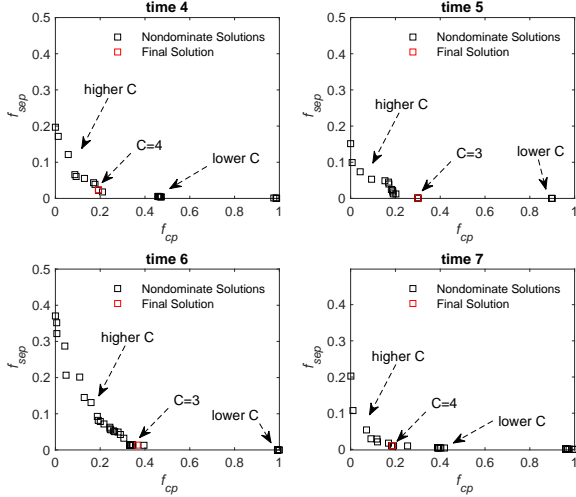 time 4
0.5
0.4
0.3
0.2
0.1
0
f_sep
Nondominate Solutions
Final Solution
higher C
C=4
lower C
0 0.2 0.4 0.6 0.8 1
f_cp
time 5
0.5
0.4
0.3
0.2
0.1
0
f_sep
Nondominate Solutions
Final Solution
higher C
C=3
lower C
0 0.2 0.4 0.6 0.8 1
f_cp
time 6
0.5
0.4
0.3
0.2
0.1
0
f_sep
Nondominate Solutions
Final Solution
higher C
C=3
lower C
0 0.2 0.4 0.6 0.8 1
f_cp
time 7
0.5
0.4
0.3
0.2
0.1
0
f_sep
Nondominate Solutions
Final Solution
higher C
C=4
lower C
0 0.2 0.4 0.6 0.8 1
f_cp